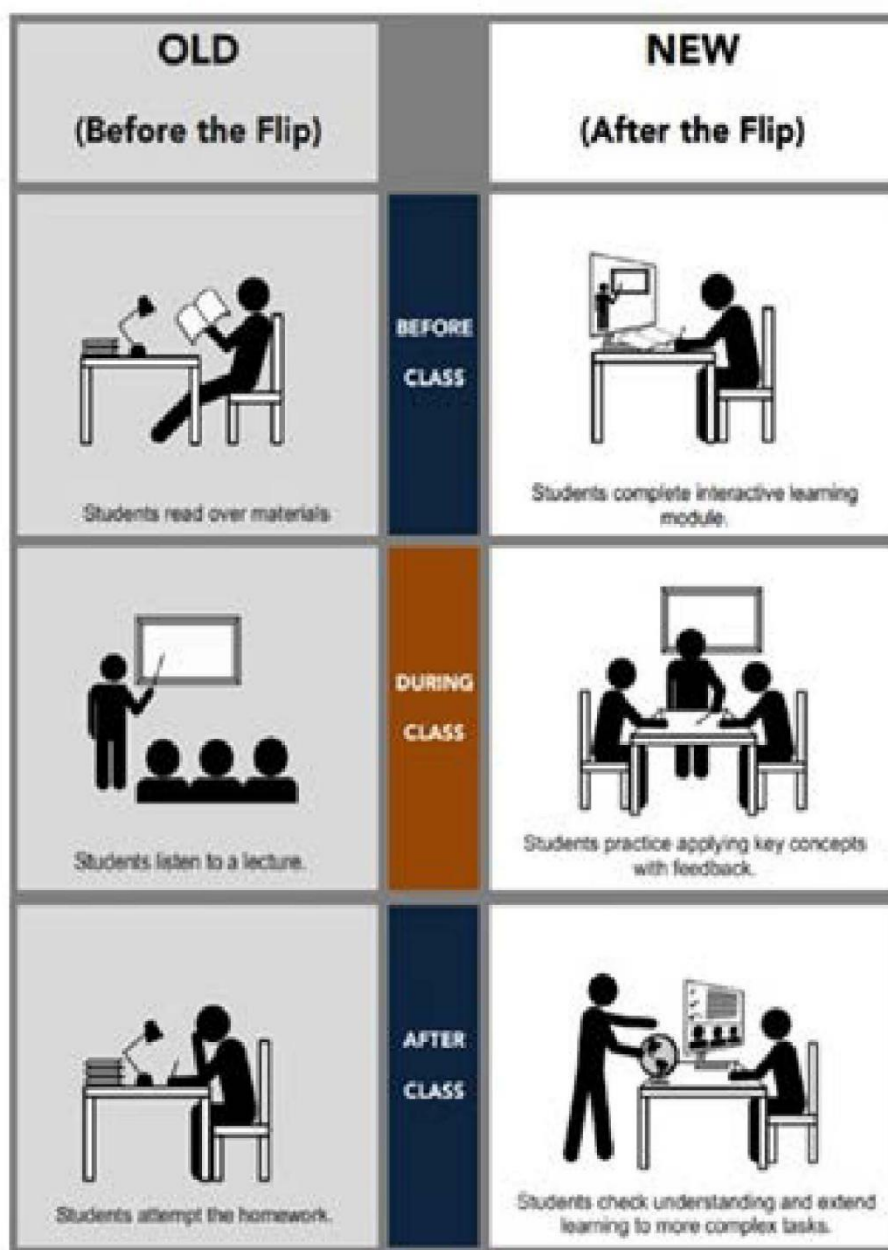 OLD
(Before the Flip)
NEW
(After the Flip)
BEFORE
CLASS
Students read over materials
Students complete interactive learning
module.
DURING
CLASS
Students listen to a lecture.
Students practice applying key concepts
with feedback.
AFTER
CLASS
Students attempt the homework.
Students check understanding and extend
learning to more complex tasks.